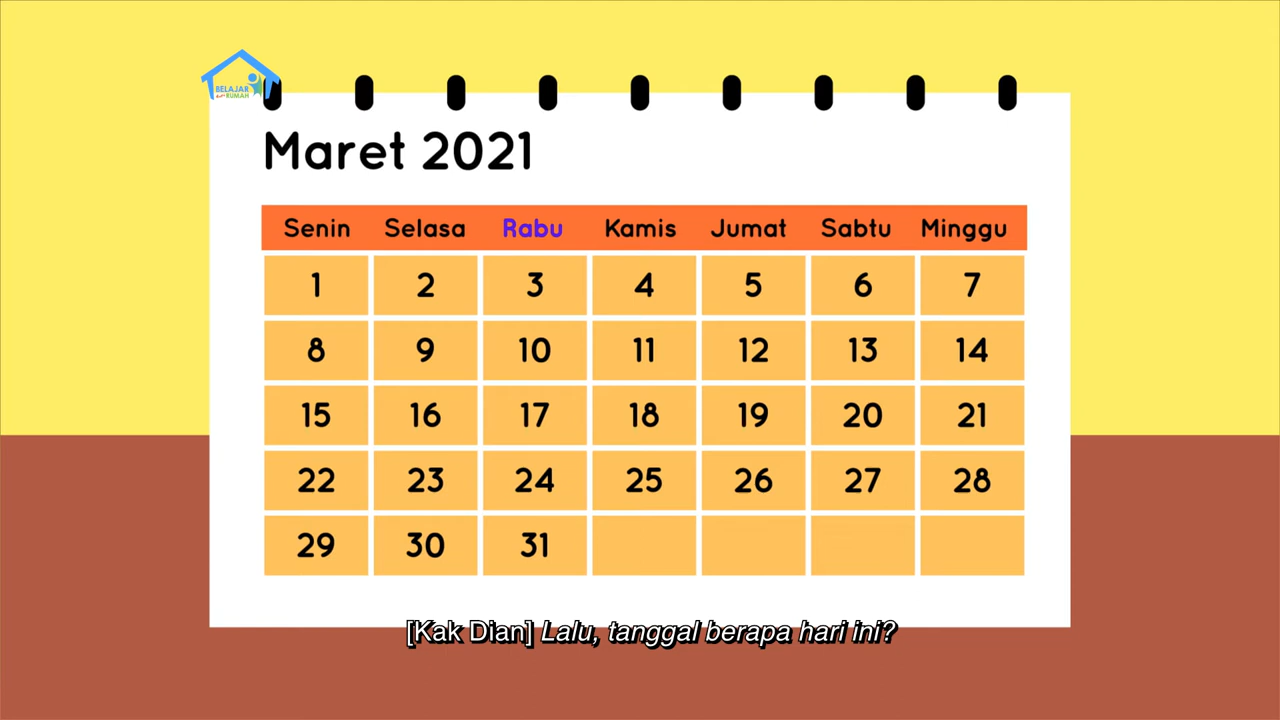 BELAJAR
dari RUMAH
Maret 2021
Senin Selasa Rabu Kamis Jumat Sabtu Minggu
1 2 3 4 5 6 7
8 9 10 11 12 13 14
15 16 17 18 19 20 21
22 23 24 25 26 27 28
29 30 31
[Kak Dian] Lalu, tanggal berapa hari ini?